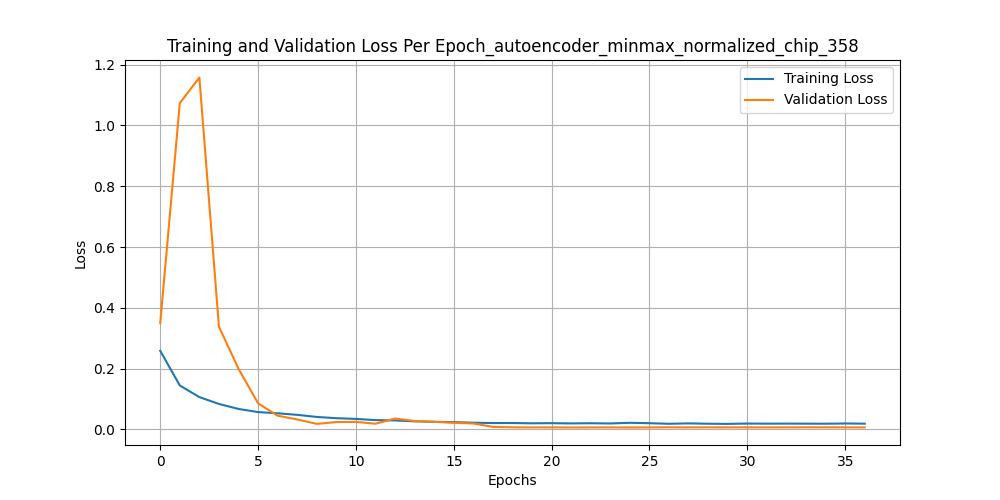 Training and Validation Loss Per Epoch_autoencoder_minmax_normalized_chip_358
Training Loss
Validation Loss
1.2
1.0
0.8
0.6
0.4
0.2
0.0
Loss
0 5 10 15 20 25 30 35
Epochs